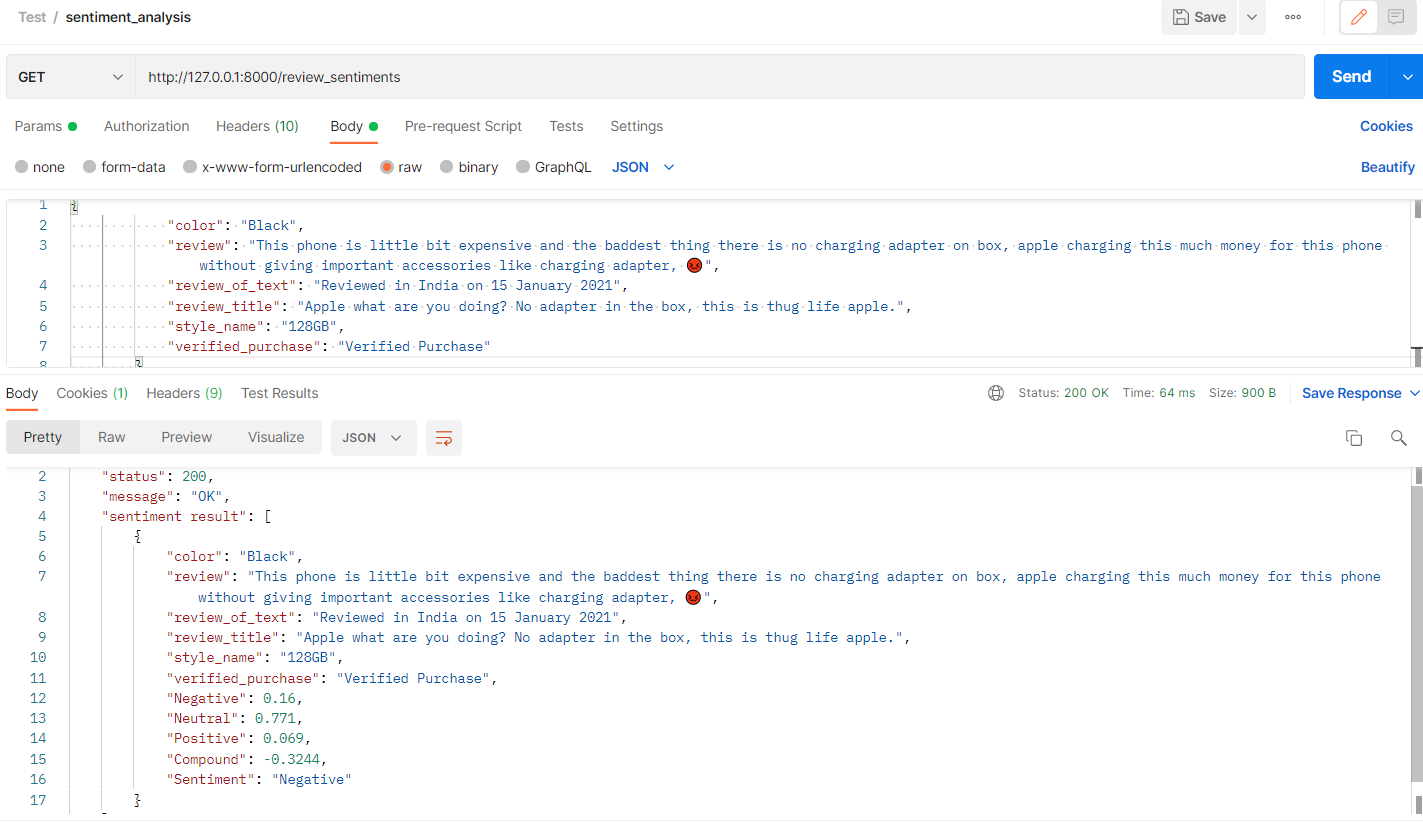 Test / sentiment_analysis
Save
GET
http://127.0.0.1:8000/review_sentiments
Send
Params
Authorization
Headers (10)
Body
Pre-request Script
Tests
Settings
Cookies
none
form-data
x-www-form-urlencoded
raw
binary
GraphQL
JSON
Beautify
1 {
2 "color": "Black",
3 "review": "This phone is little bit expensive and the baddest thing there is no charging adapter on box, apple charging this much money for this phone
without giving important accessories like charging adapter, 😡",
4 "review_of_text": "Reviewed in India on 15 January 2021",
5 "review_title": "Apple what are you doing? No adapter in the box, this is thug life apple.",
6 "style_name": "128GB",
7 "verified_purchase": "Verified Purchase"
8 }
Body
Cookies (1)
Headers (9)
Test Results
Status: 200 OK
Time: 64 ms
Size: 900 B
Save Response
Pretty
Raw
Preview
Visualize
JSON
2 "status": 200,
3 "message": "OK",
4 "sentiment result": [
5 {
6 "color": "Black",
7 "review": "This phone is little bit expensive and the baddest thing there is no charging adapter on box, apple charging this much money for this phone
without giving important accessories like charging adapter, 😡",
8 "review_of_text": "Reviewed in India on 15 January 2021",
9 "review_title": "Apple what are you doing? No adapter in the box, this is thug life apple.",
10 "style_name": "128GB",
11 "verified_purchase": "Verified Purchase",
12 "Negative": 0.16,
13 "Neutral": 0.771,
14 "Positive": 0.069,
15 "Compound": -0.3244,
16 "Sentiment": "Negative"
17 }